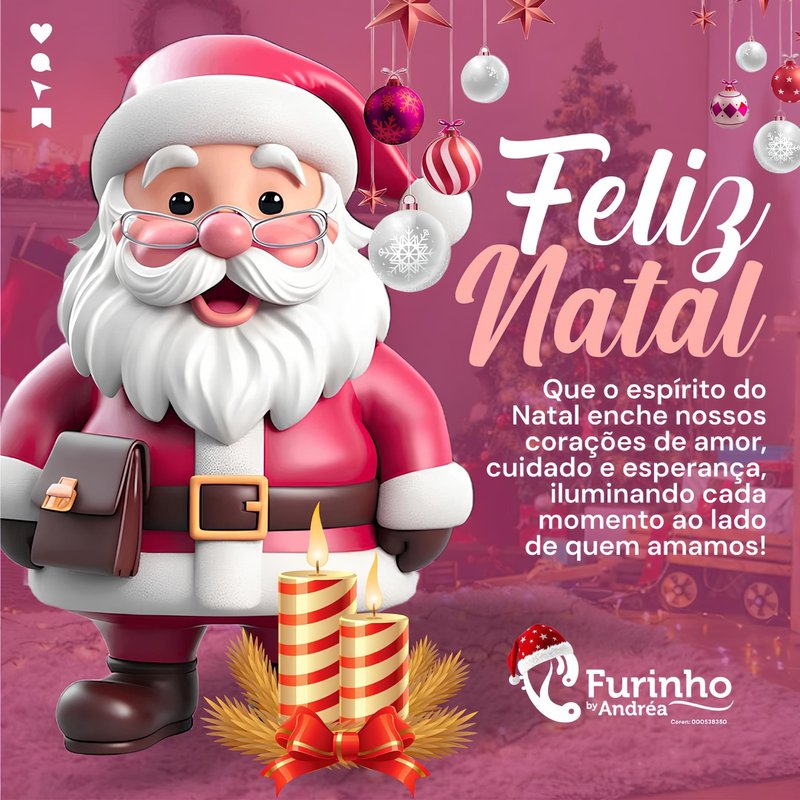 Feliz
Natal
Que o espírito do
Natal enche nossos
corações de amor,
cuidado e esperança,
iluminando cada
momento ao lado
de quem amamos!
Furinho
by Andréa
Coren: 000538350